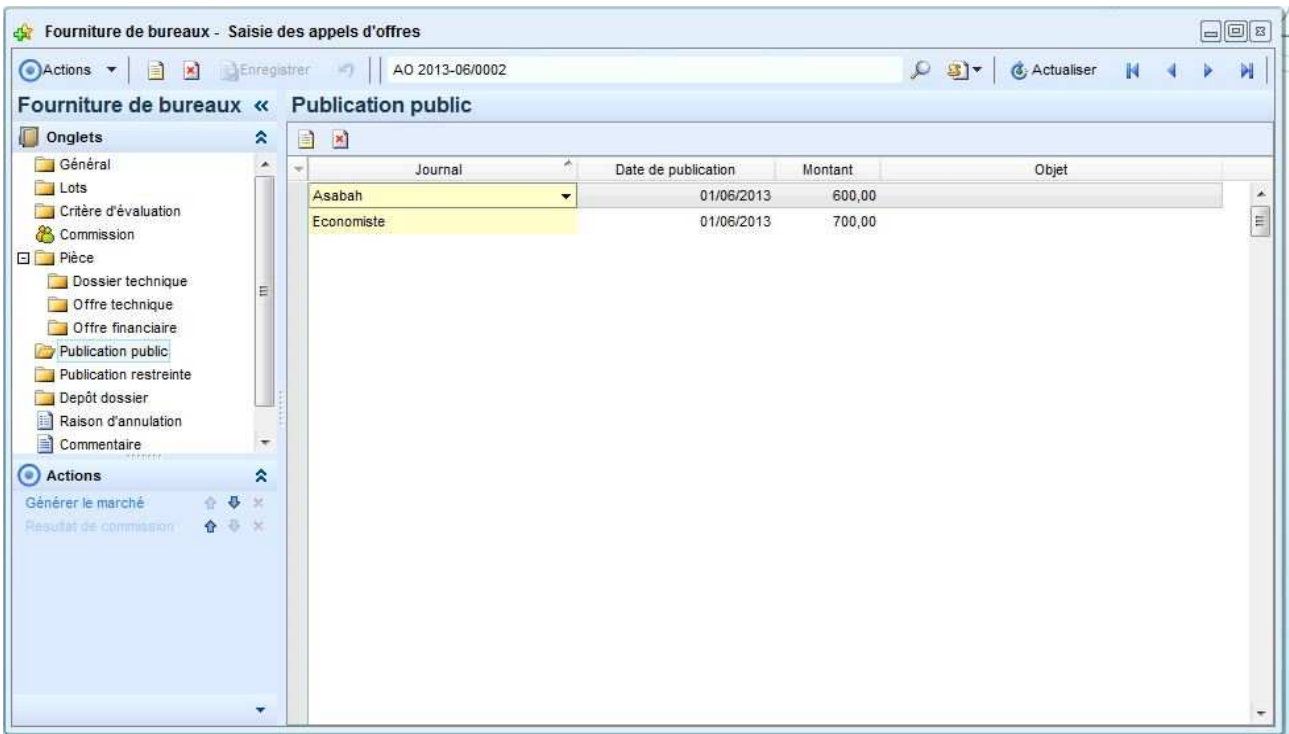 Fourniture de bureaux - Saisie des appels d'offres
Actions Enregistrer AO 2013-06/0002 Actualiser
Fourniture de bureaux « Publication public
Onglets
Général
Lots
Critère d'évaluation
Commission
Pièce
Dossier technique
Offre technique
Offre financiaire
Publication public
Publication restreinte
Depôt dossier
Raison d'annulation
Commentaire
Actions
Générer le marché
Resultat de commission
Journal Date de publication Montant Objet
Asabah 01/06/2013 600,00
Economiste 01/06/2013 700,00